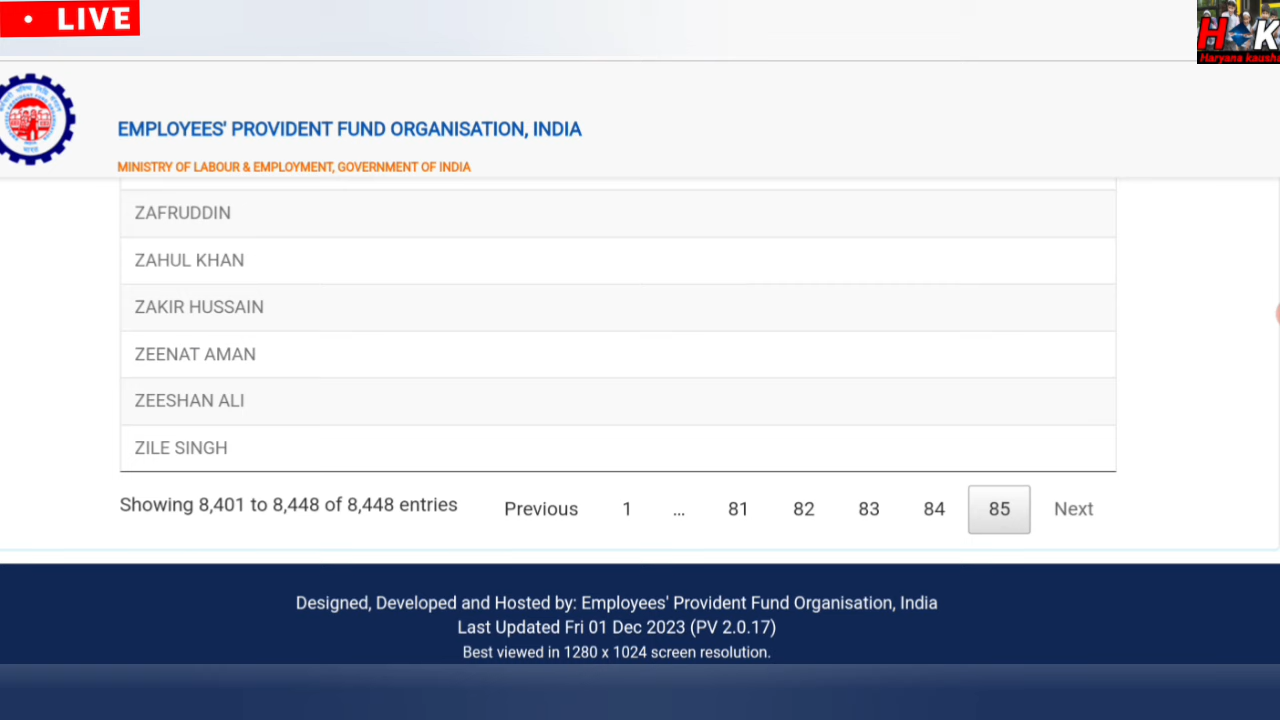 • LIVE
H K
Haryana kaush
EMPLOYEES' PROVIDENT FUND ORGANISATION, INDIA
MINISTRY OF LABOUR & EMPLOYMENT, GOVERNMENT OF INDIA
ZAFRUDDIN
ZAHUL KHAN
ZAKIR HUSSAIN
ZEENAT AMAN
ZEESHAN ALI
ZILE SINGH
Showing 8,401 to 8,448 of 8,448 entries Previous 1 ... 81 82 83 84 85 Next
Designed, Developed and Hosted by: Employees' Provident Fund Organisation, India
Last Updated Fri 01 Dec 2023 (PV 2.0.17)
Best viewed in 1280 x 1024 screen resolution.